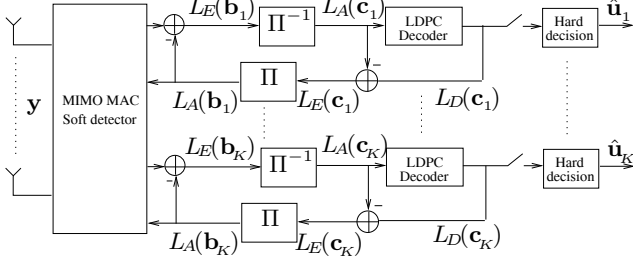 L_E(b_1) L_A(c_1) û_1
Π^{-1} LDPC Decoder Hard decision
- -
L_A(b_1) Π L_E(c_1) L_D(c_1)
y MIMO MAC Soft detector
L_E(b_K) L_A(c_K) û_K
Π^{-1} LDPC Decoder Hard decision
- -
L_A(b_K) Π L_E(c_K) L_D(c_K)